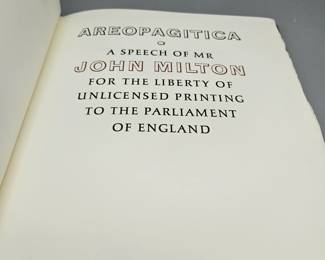 AREOPAGITICA
A SPEECH OF MR
JOHN MILTON
FOR THE LIBERTY OF
UNLICENSED PRINTING
TO THE PARLIAMENT
OF ENGLAND